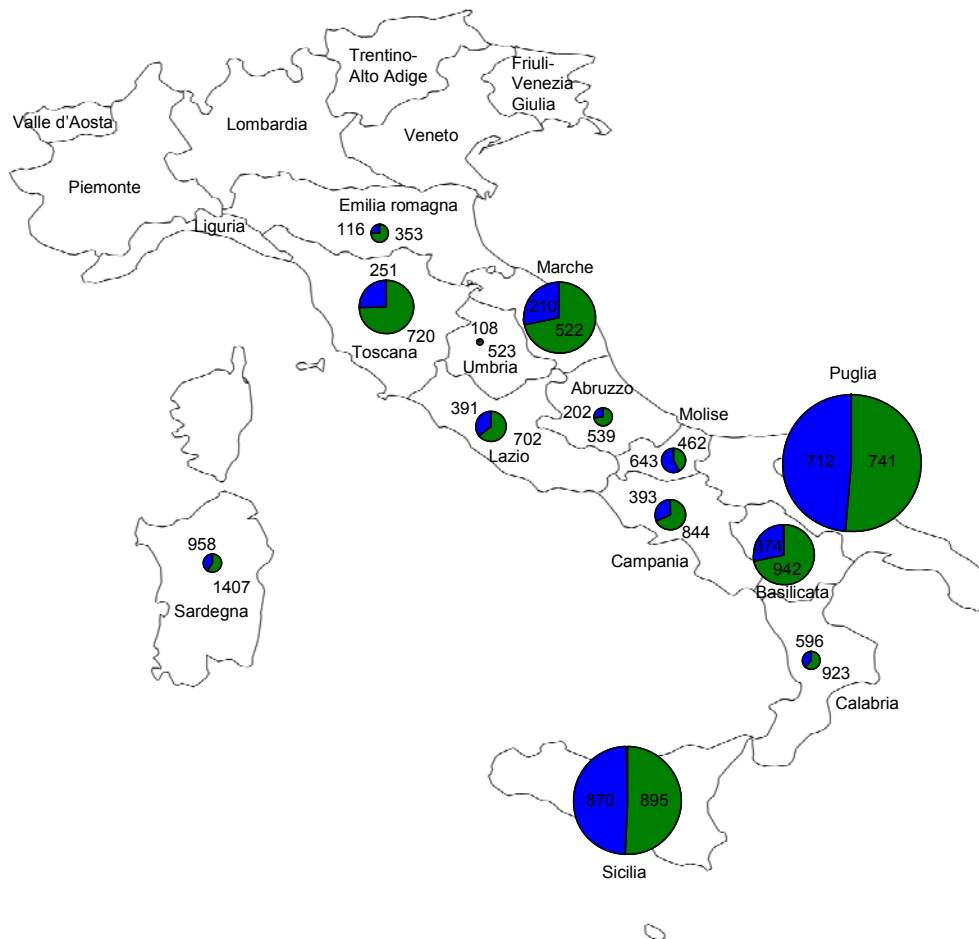 Trentino-
Alto Adige
Friuli-
Venezia
Giulia
Valle d'Aosta
Lombardia
Veneto
Piemonte
Emilia romagna
Liguria
116
353
251
720
Toscana
Marche
210
522
108
523
Umbria
Puglia
712
741
Abruzzo
202
539
Molise
462
643
391
702
Lazio
393
844
Campania
374
942
Basilicata
958
1407
Sardegna
596
923
Calabria
870
895
Sicilia